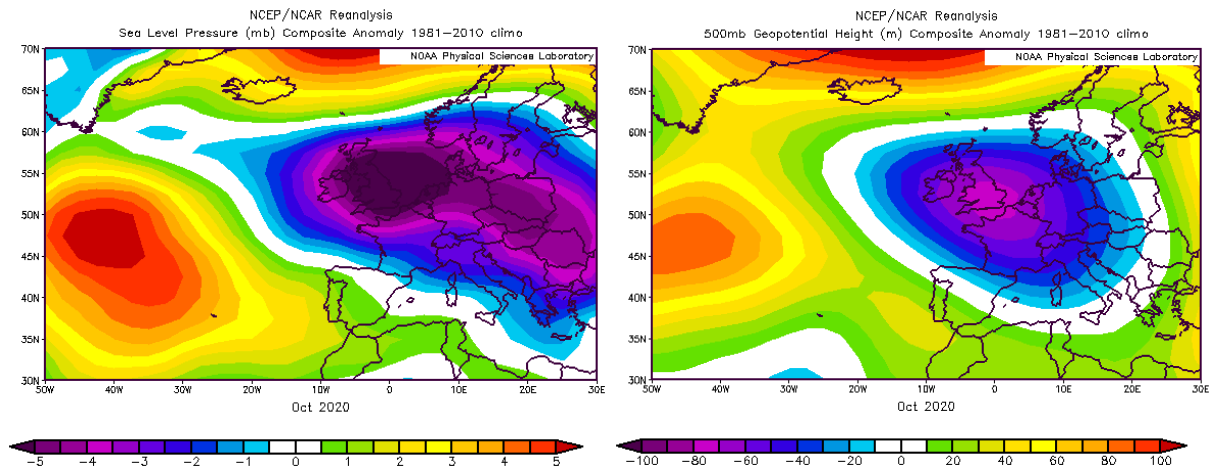 NCEP/NCAR Reanalysis
Sea Level Pressure (mb) Composite Anomaly 1981−2010 climo
NOAA Physical Sciences Laboratory
70N
65N
60N
55N
50N
45N
40N
35N
30N
50W 40W 30W 20W 10W 0 10E 20E 30E
Oct 2020
−5 −4 −3 −2 −1 0 1 2 3 4 5
NCEP/NCAR Reanalysis
500mb Geopotential Height (m) Composite Anomaly 1981−2010 climo
NOAA Physical Sciences Laboratory
70N
65N
60N
55N
50N
45N
40N
35N
30N
50W 40W 30W 20W 10W 0 10E 20E 30E
Oct 2020
−100 −80 −60 −40 −20 0 20 40 60 80 100